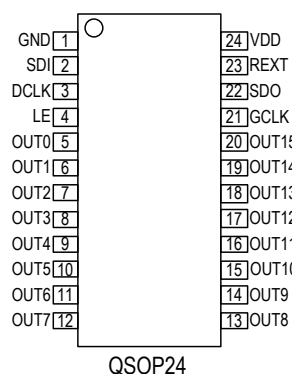 GND 1 24 VDD
SDI 2 23 REXT
DCLK 3 22 SDO
LE 4 21 GCLK
OUT0 5 20 OUT15
OUT1 6 19 OUT14
OUT2 7 18 OUT13
OUT3 8 17 OUT12
OUT4 9 16 OUT11
OUT5 10 15 OUT10
OUT6 11 14 OUT9
OUT7 12 13 OUT8
QSOP24